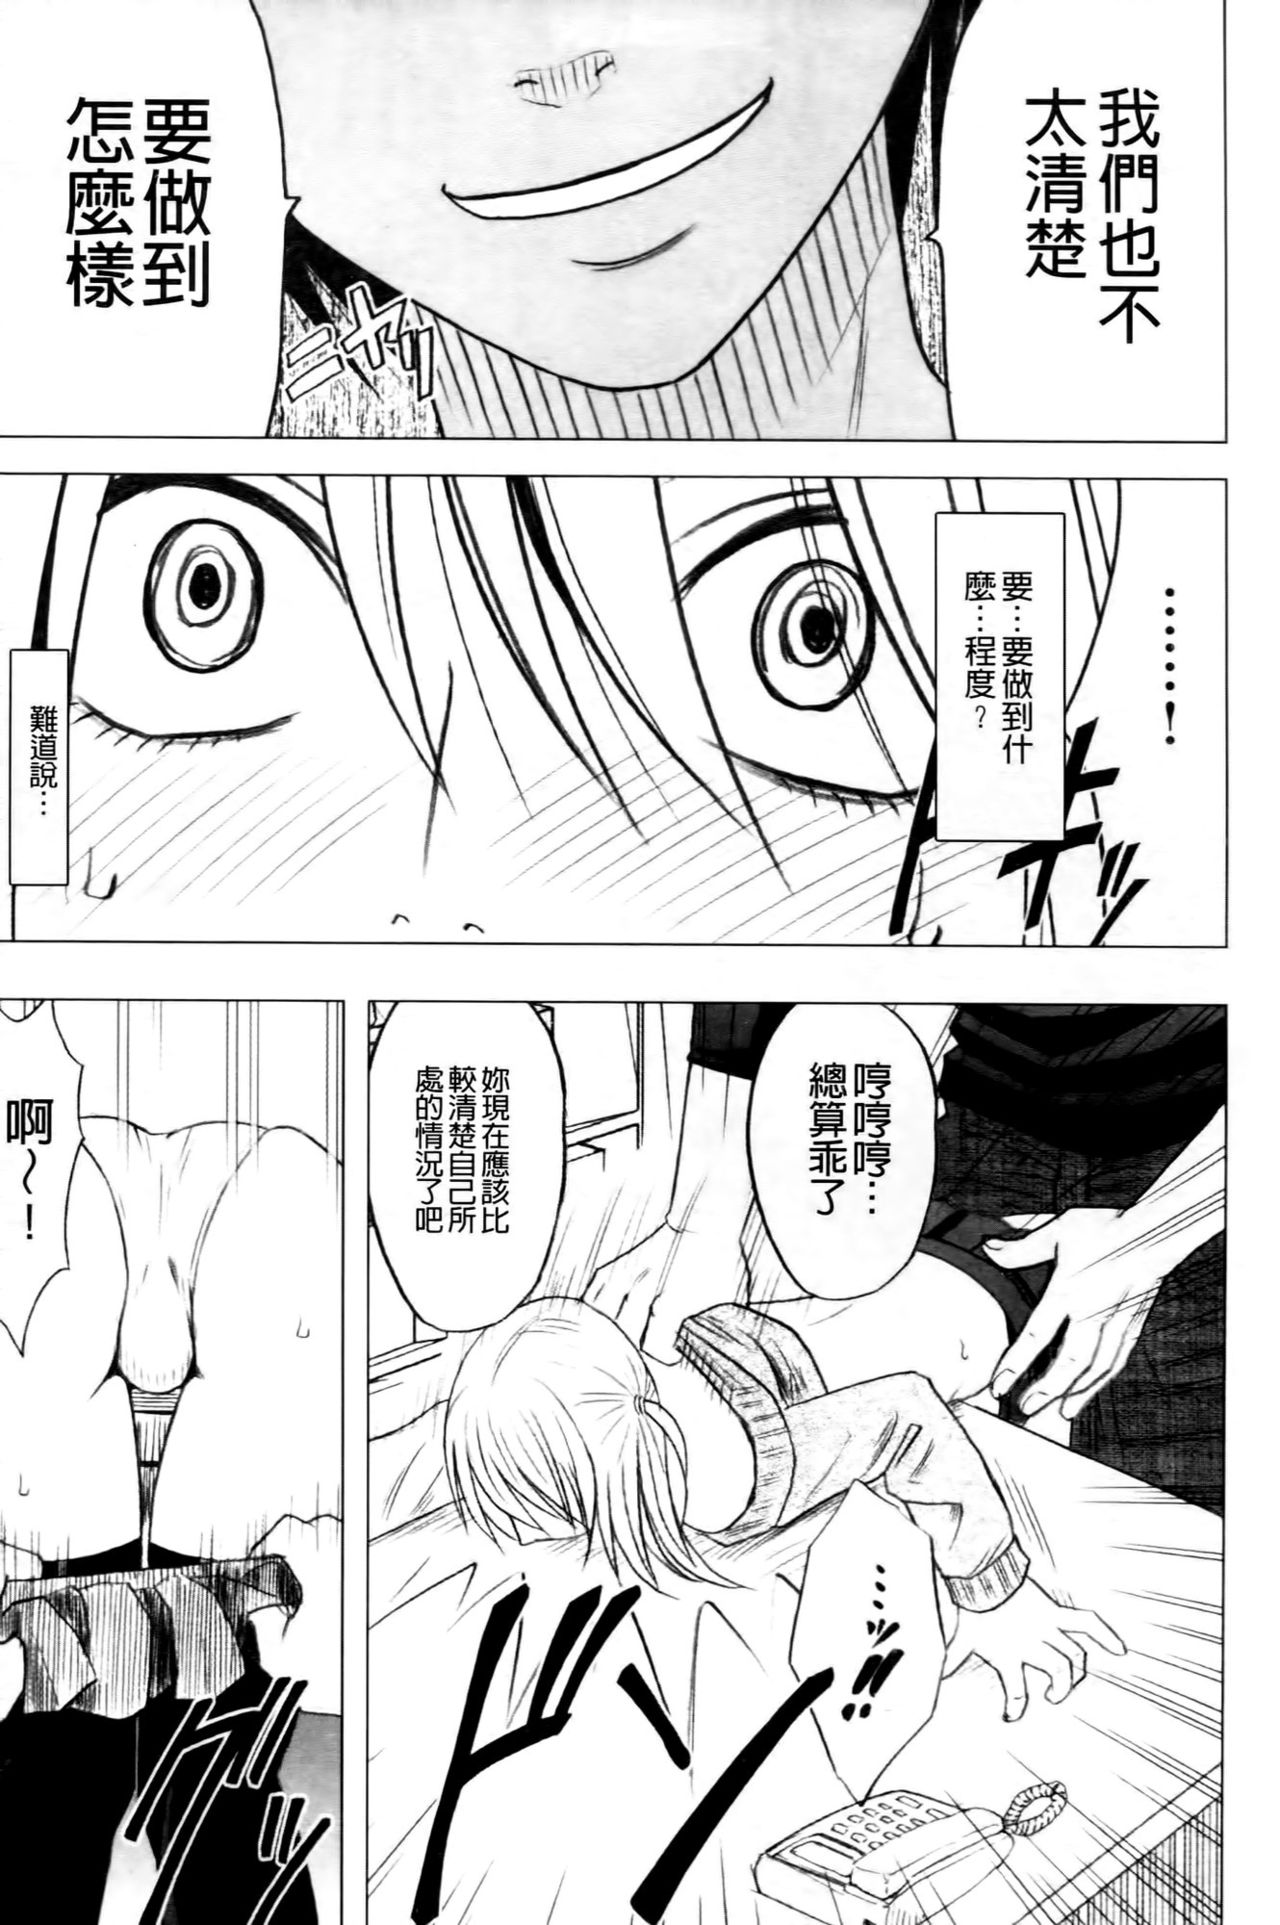 我們也不
太清楚
要做到
怎麼樣
ニヤッ
………!
要…要做到什
麼…程度?
難道說…
哼哼哼…
總算乖了
妳現在應該比
較清楚自己所
處的情況了吧
…!!
ドン
啊~!